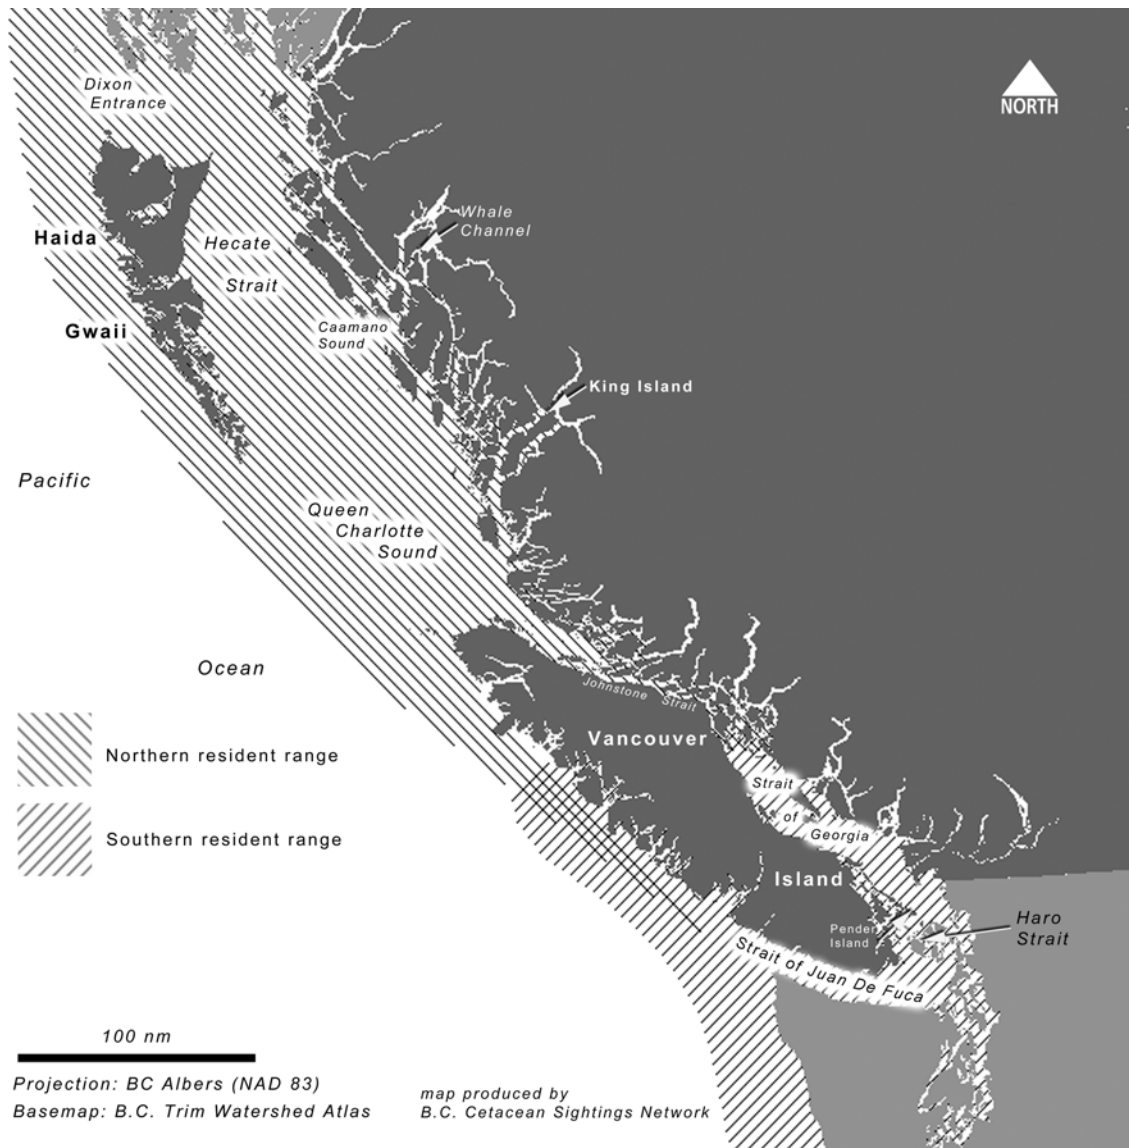 Dixon
Entrance
NORTH
Whale
Channel
Haida
Hecate
Strait
Gwaii
Caamano
Sound
King Island
Pacific
Queen
Charlotte
Sound
Ocean
Johnstone Strait
Vancouver
Northern resident range
Strait
of
Georgia
Southern resident range
Island
Pender
Island
Haro
Strait
Strait of Juan De Fuca
100 nm
Projection: BC Albers (NAD 83)
Basemap: B.C. Trim Watershed Atlas
map produced by
B.C. Cetacean Sightings Network